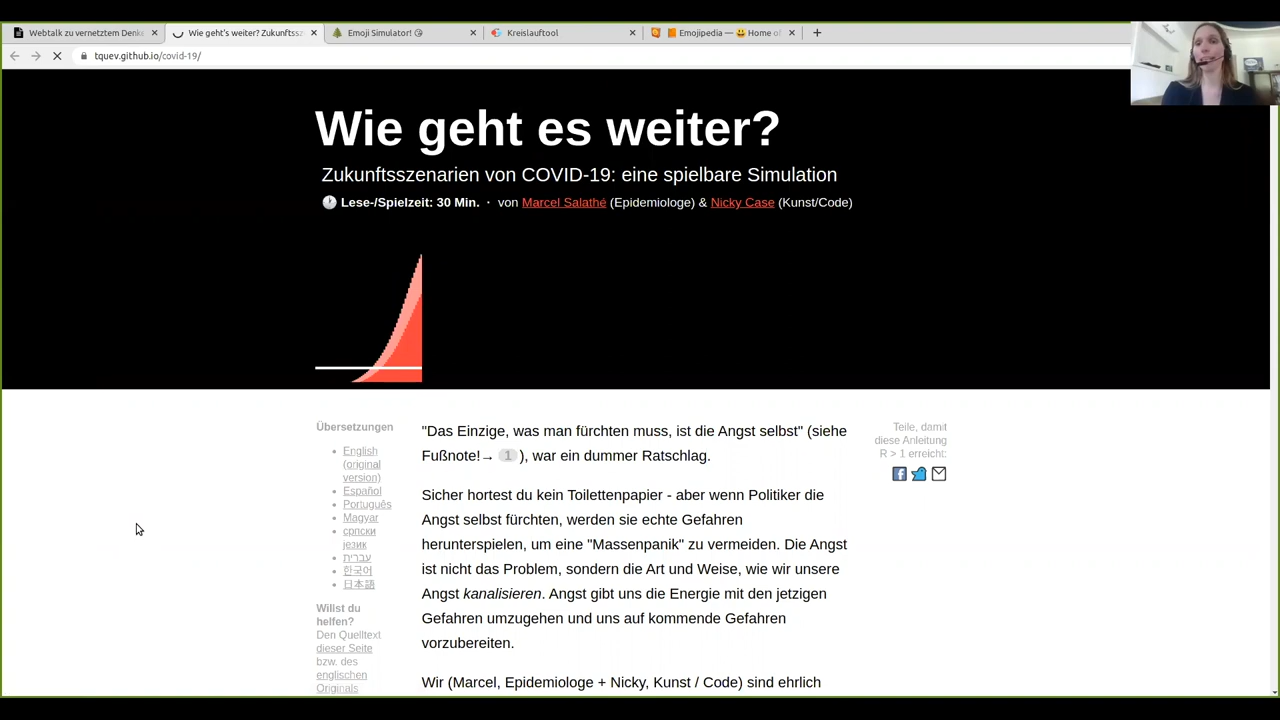 Webtalk zu vernetztem Denke
Wie geht's weiter? Zukunftssz
Emoji Simulator! 😘
Kreislauftool
Emojipedia — 😃 Home of
tquev.github.io/covid-19/
Wie geht es weiter?
Zukunftsszenarien von COVID-19: eine spielbare Simulation
🕐 Lese-/Spielzeit: 30 Min. · von Marcel Salathé (Epidemiologe) & Nicky Case (Kunst/Code)
Übersetzungen
English
(original
version)
Español
Português
Magyar
српски
језик
עברית
한국어
日本語
Willst du
helfen?
Den Quelltext
dieser Seite
bzw. des
englischen
Originals
"Das Einzige, was man fürchten muss, ist die Angst selbst" (siehe
Fußnote!→ 1 ), war ein dummer Ratschlag.
Sicher hortest du kein Toilettenpapier - aber wenn Politiker die
Angst selbst fürchten, werden sie echte Gefahren
herunterspielen, um eine "Massenpanik" zu vermeiden. Die Angst
ist nicht das Problem, sondern die Art und Weise, wie wir unsere
Angst kanalisieren. Angst gibt uns die Energie mit den jetzigen
Gefahren umzugehen und uns auf kommende Gefahren
vorzubereiten.
Wir (Marcel, Epidemiologe + Nicky, Kunst / Code) sind ehrlich
Teile, damit
diese Anleitung
R > 1 erreicht: